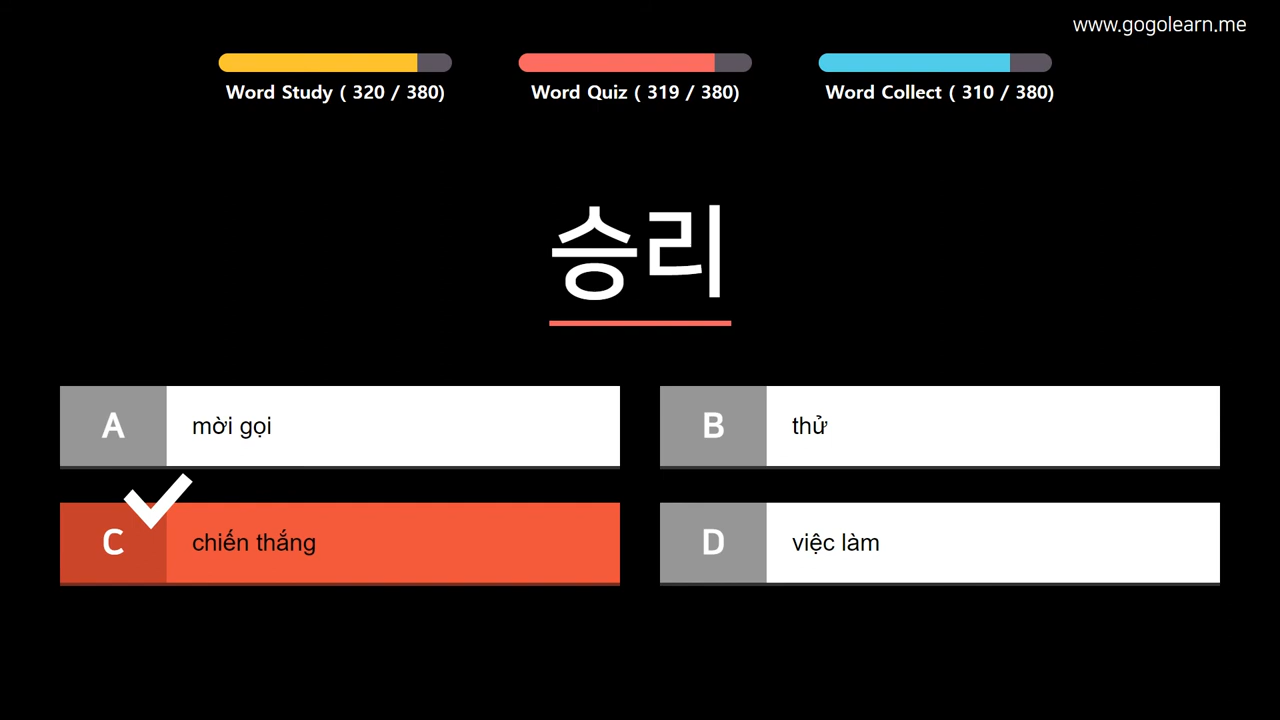 www.gogolearn.me
Word Study ( 320 / 380)
Word Quiz ( 319 / 380)
Word Collect ( 310 / 380)
승리
A
mời gọi
B
thử
C
chiến thắng
D
việc làm